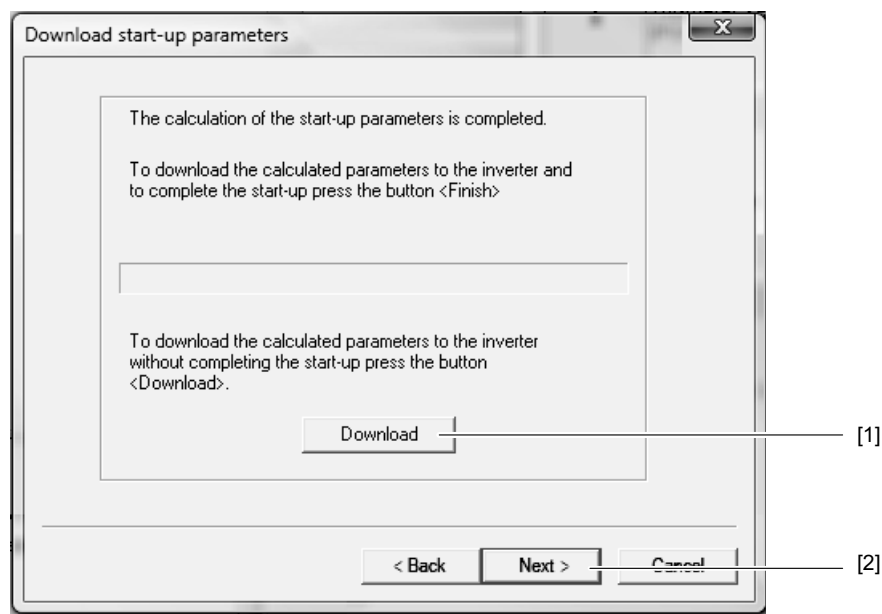 Download start-up parameters
The calculation of the start-up parameters is completed.
To download the calculated parameters to the inverter and
to complete the start-up press the button <Finish>
To download the calculated parameters to the inverter
without completing the start-up press the button
<Download>.
Download
[1]
< Back
Next >
Cancel
[2]